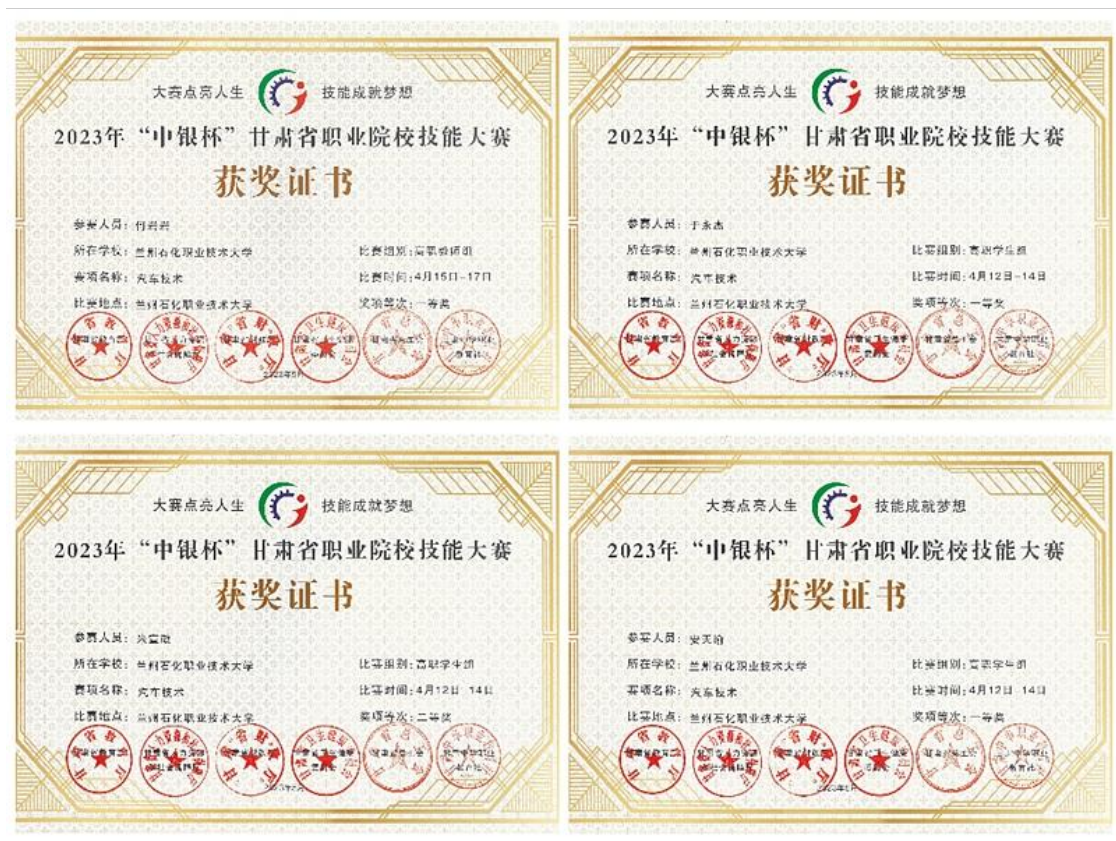 大赛点亮人生 技能成就梦想
2023年“中银杯”甘肃省职业院校技能大赛
获奖证书
参赛人员：
所在学校：兰州石化职业技术大学 比赛组别：高职教师组
赛项名称：汽车技术 比赛时间：4月15日-17日
比赛地点：兰州石化职业技术大学 奖项等次：一等奖
大赛点亮人生 技能成就梦想
2023年“中银杯”甘肃省职业院校技能大赛
获奖证书
参赛人员：于永杰
所在学校：兰州石化职业技术大学 比赛组别：高职学生组
赛项名称：汽车技术 比赛时间：4月12日-14日
比赛地点：兰州石化职业技术大学 奖项等次：一等奖
大赛点亮人生 技能成就梦想
2023年“中银杯”甘肃省职业院校技能大赛
获奖证书
参赛人员：
所在学校：兰州石化职业技术大学 比赛组别：高职学生组
赛项名称：汽车技术 比赛时间：4月12日-14日
比赛地点：兰州石化职业技术大学 奖项等次：二等奖
大赛点亮人生 技能成就梦想
2023年“中银杯”甘肃省职业院校技能大赛
获奖证书
参赛人员：安天瑜
所在学校：兰州石化职业技术大学 比赛组别：高职学生组
赛项名称：汽车技术 比赛时间：4月12日-14日
比赛地点：兰州石化职业技术大学 奖项等次：一等奖